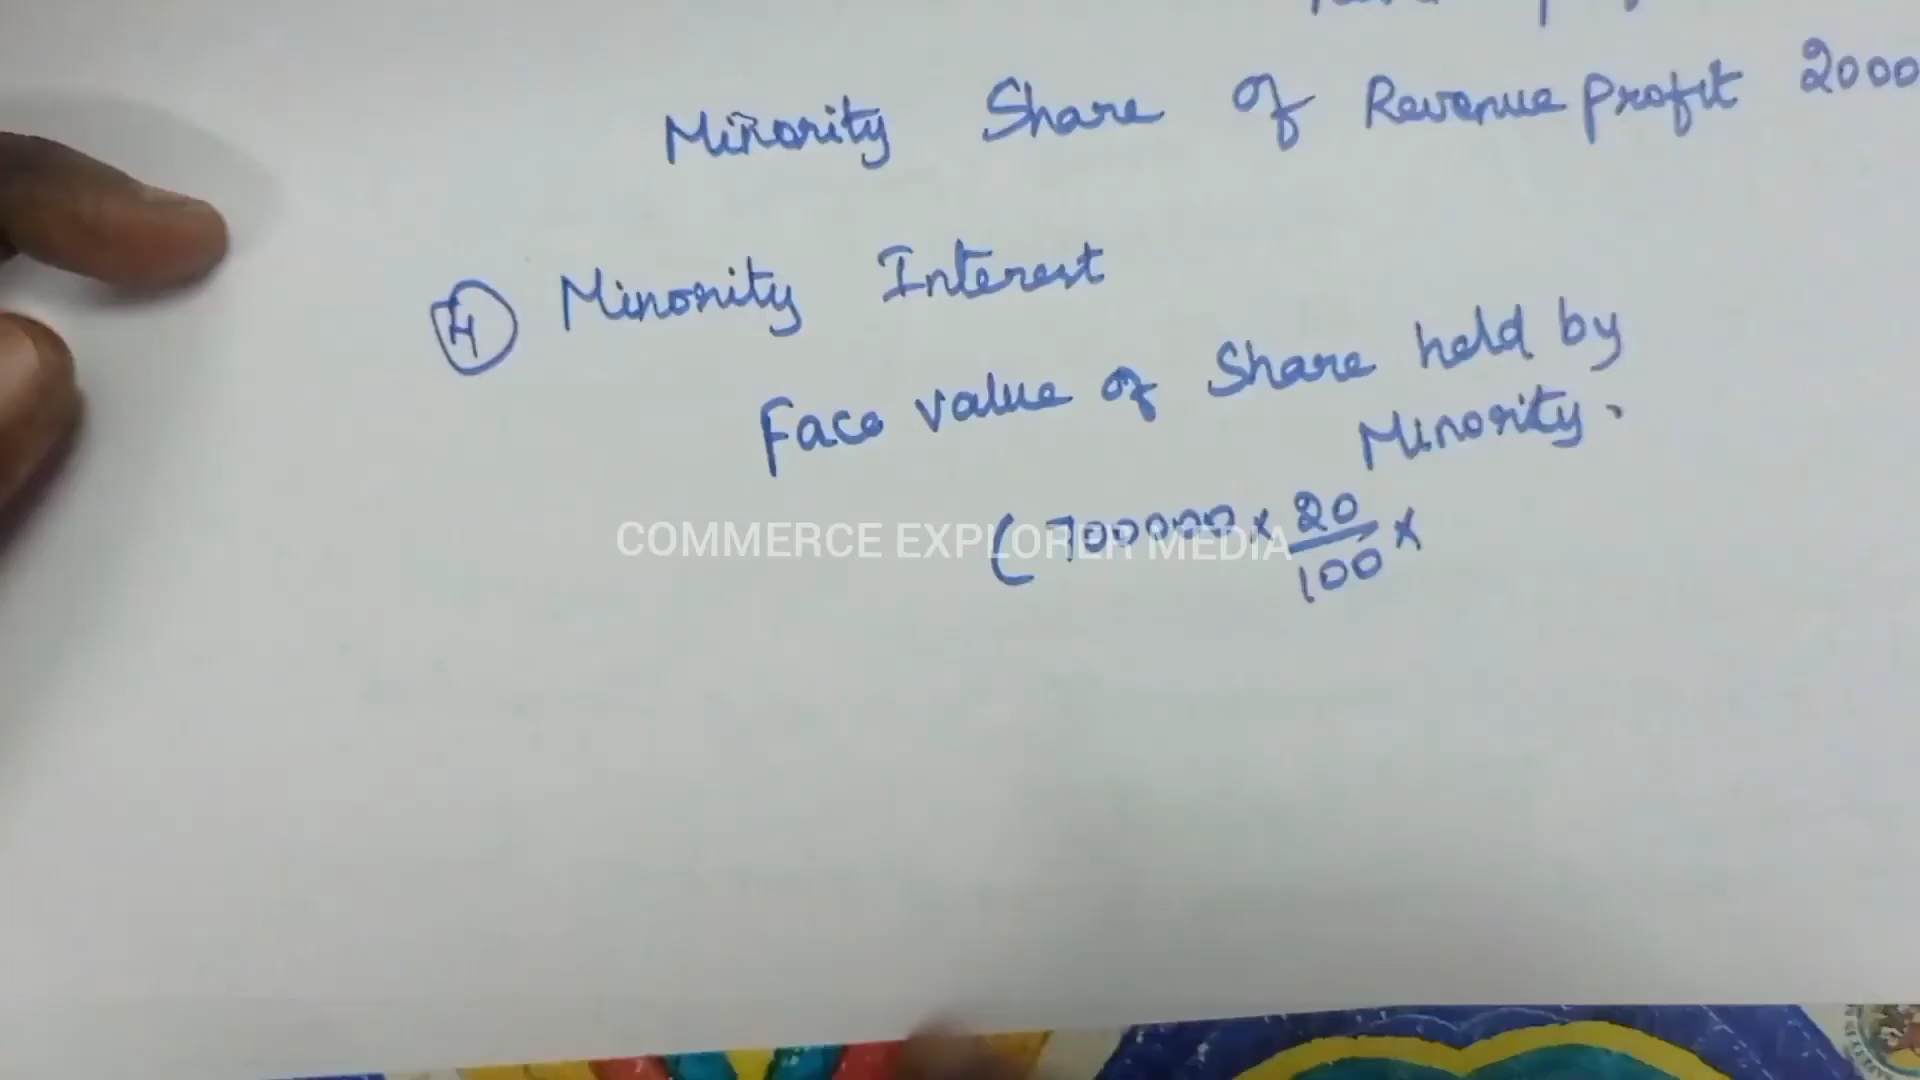 Minority Share of Revenue profit 2000
4 Minority Interest
Face value of Share held by
Minority.
(700000 × 20/100 ×
COMMERCE EXPLORER MEDIA